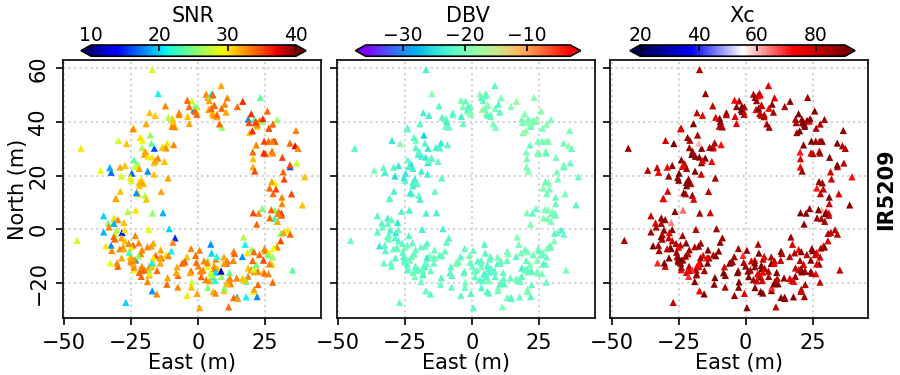 SNR
DBV
Xc
10 20 30 40
−30 −20 −10
20 40 60 80
60
40
20
0
−20
North (m)
IR5209
−50 −25 0 25
−50 −25 0 25
−50 −25 0 25
East (m)
East (m)
East (m)